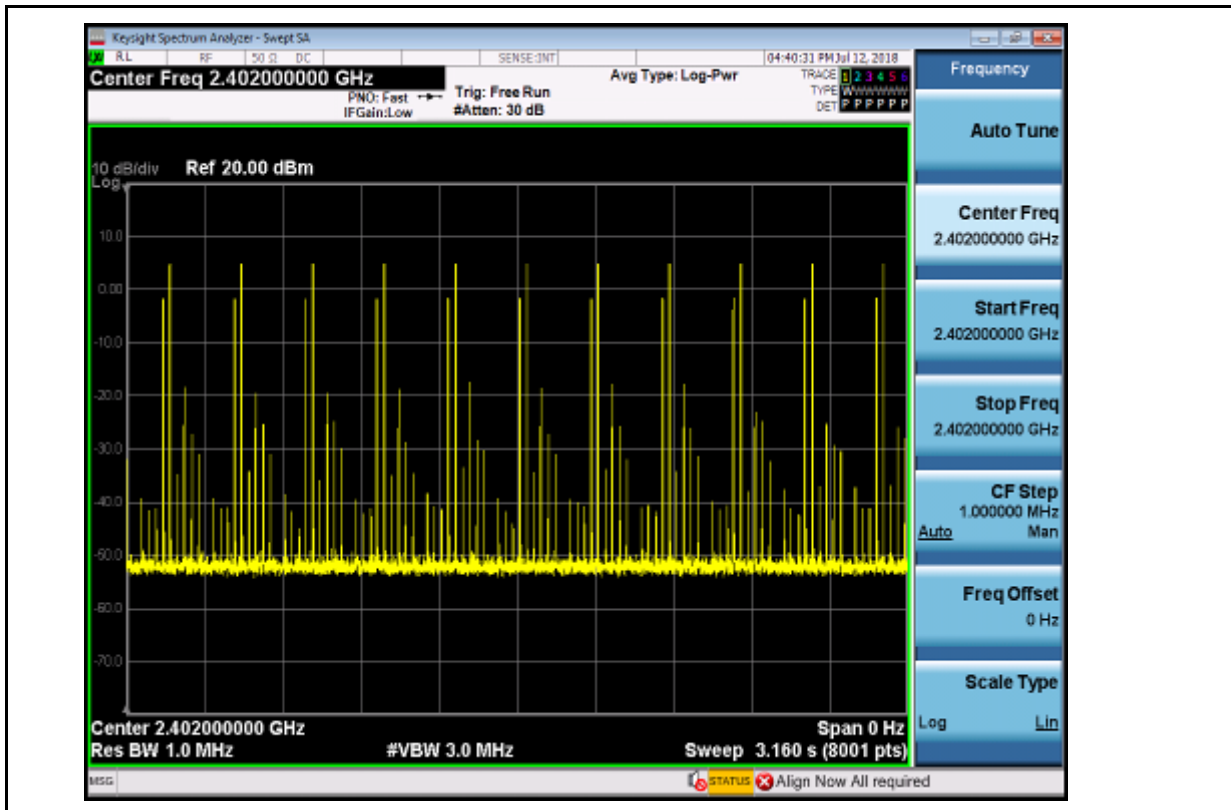 Keysight Spectrum Analyzer - Swept SA
RL RF 50 Ω DC SENSE:INT 04:40:31 PM Jul 12, 2018
Center Freq 2.402000000 GHz
PNO: Fast
IFGain:Low
Trig: Free Run
#Atten: 30 dB
Avg Type: Log-Pwr
TRACE 1 2 3 4 5 6
TYPE WWWWWW
DET P P P P P P
10 dB/div Ref 20.00 dBm
Log
10.0
0.00
-10.0
-20.0
-30.0
-40.0
-50.0
-60.0
-70.0
Center 2.402000000 GHz Span 0 Hz
Res BW 1.0 MHz #VBW 3.0 MHz Sweep 3.160 s (8001 pts)
MSG STATUS Align Now All required
Frequency
Auto Tune
Center Freq
2.402000000 GHz
Start Freq
2.402000000 GHz
Stop Freq
2.402000000 GHz
CF Step
1.000000 MHz
Auto Man
Freq Offset
0 Hz
Scale Type
Log Lin